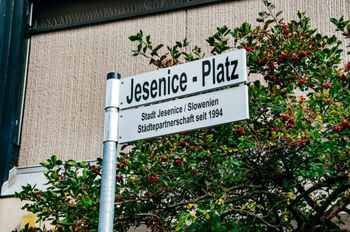 Jesenice - Platz
Stadt Jesenice / Slowenien
Städtepartnerschaft seit 1994